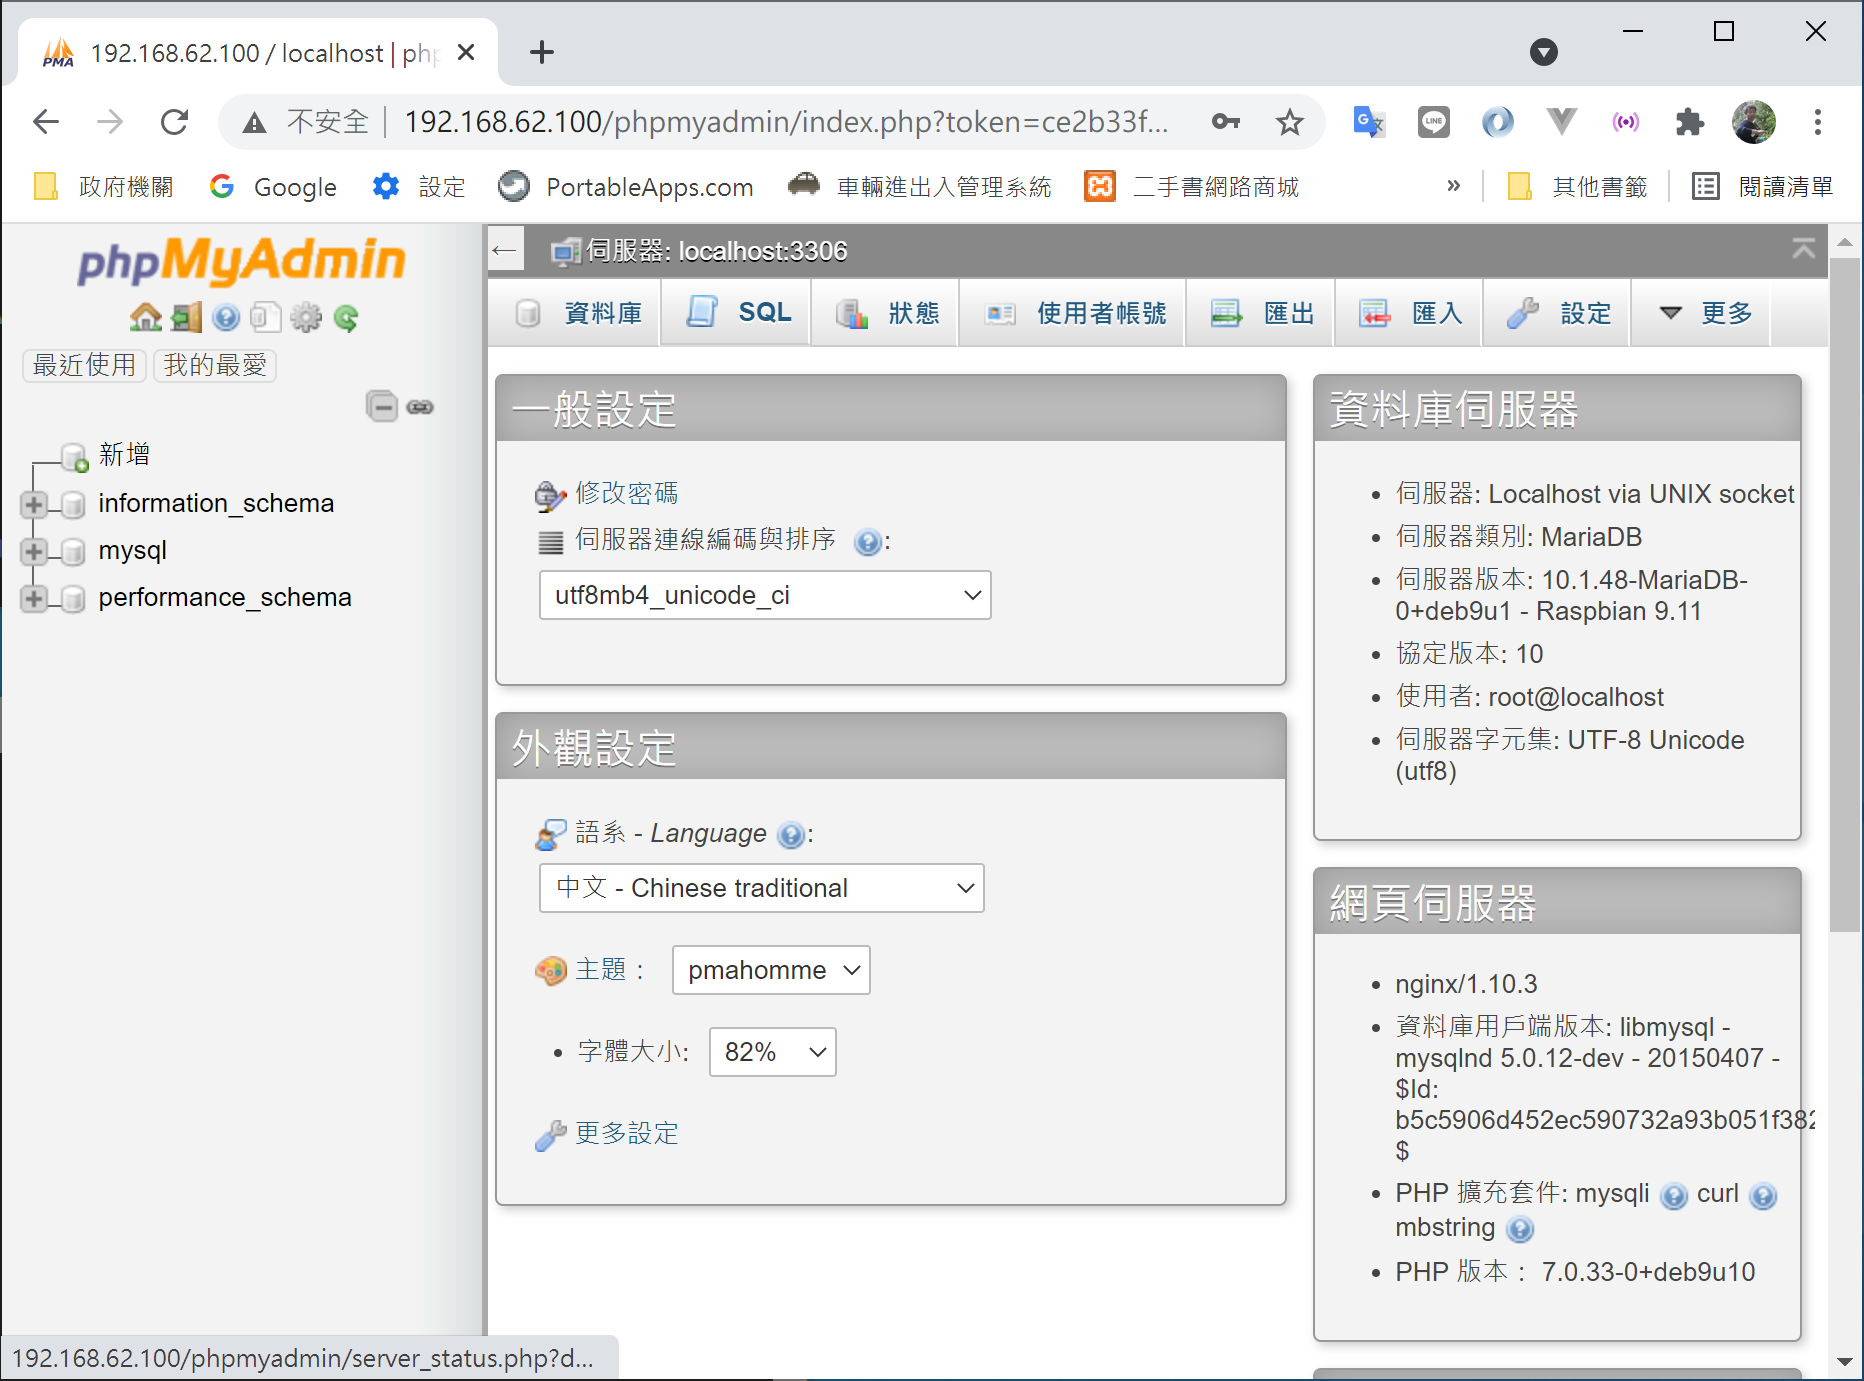 192.168.62.100 / localhost | php
不安全 192.168.62.100/phpmyadmin/index.php?token=ce2b33f...
政府機關 Google 設定 PortableApps.com 車輛進出入管理系統 二手書網路商城 » 其他書籤 閱讀清單
phpMyAdmin
最近使用 我的最愛
新增
information_schema
mysql
performance_schema
伺服器: localhost:3306
資料庫 SQL 狀態 使用者帳號 匯出 匯入 設定 更多
一般設定
修改密碼
伺服器連線編碼與排序 :
utf8mb4_unicode_ci
外觀設定
語系 - Language :
中文 - Chinese traditional
主題： pmahomme
• 字體大小: 82%
更多設定
資料庫伺服器
• 伺服器: Localhost via UNIX socket
• 伺服器類別: MariaDB
• 伺服器版本: 10.1.48-MariaDB-
0+deb9u1 - Raspbian 9.11
• 協定版本: 10
• 使用者: root@localhost
• 伺服器字元集: UTF-8 Unicode
(utf8)
網頁伺服器
• nginx/1.10.3
• 資料庫用戶端版本: libmysql -
mysqlnd 5.0.12-dev - 20150407 -
$Id:
b5c5906d452ec590732a93b051f382
$
• PHP 擴充套件: mysqli curl
mbstring
• PHP 版本： 7.0.33-0+deb9u10
192.168.62.100/phpmyadmin/server_status.php?d...